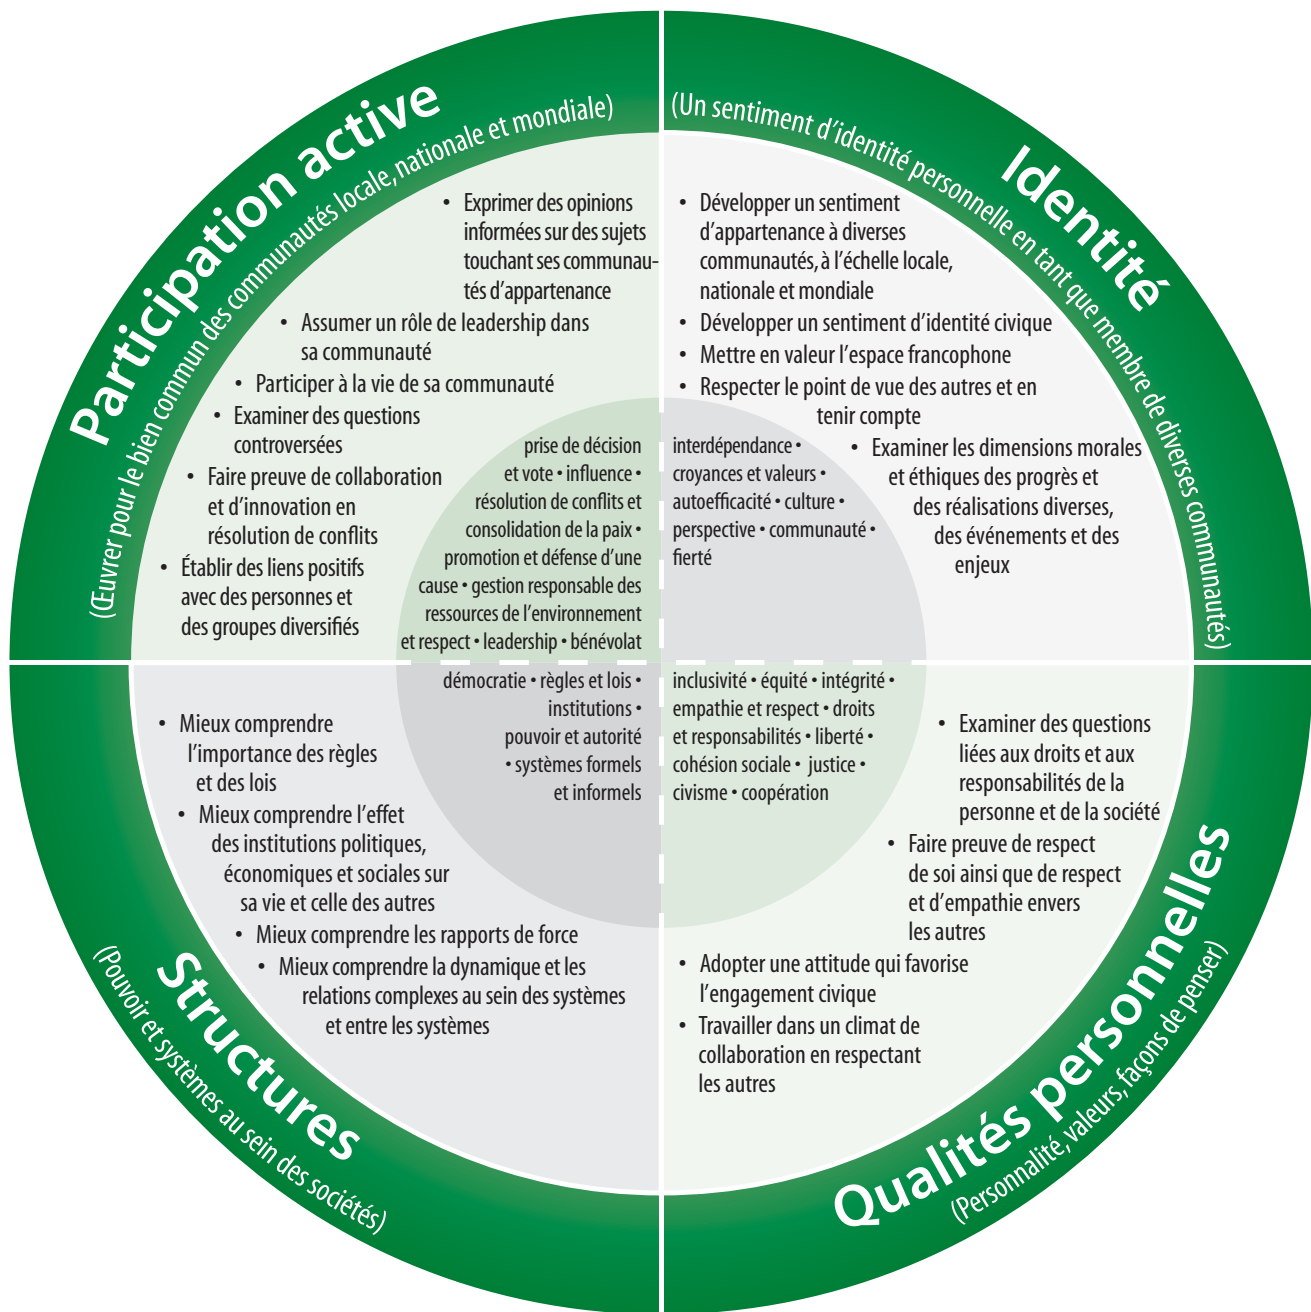 Participation active
(Œuvrer pour le bien commun des communautés locale, nationale et mondiale)
• Exprimer des opinions
informées sur des sujets
touchant ses communau-
tés d'appartenance
• Assumer un rôle de leadership dans
sa communauté
• Participer à la vie de sa communauté
• Examiner des questions
controversées
• Faire preuve de collaboration
et d'innovation en
résolution de conflits
• Établir des liens positifs
avec des personnes et
des groupes diversifiés
prise de décision
et vote • influence •
résolution de conflits et
consolidation de la paix •
promotion et défense d'une
cause • gestion responsable des
ressources de l'environnement
et respect • leadership • bénévolat
Identité
(Un sentiment d'identité personnelle en tant que membre de diverses communautés)
• Développer un sentiment
d'appartenance à diverses
communautés, à l'échelle locale,
nationale et mondiale
• Développer un sentiment d'identité civique
• Mettre en valeur l'espace francophone
• Respecter le point de vue des autres et en
tenir compte
• Examiner les dimensions morales
et éthiques des progrès et
des réalisations diverses,
des événements et des
enjeux
interdépendance •
croyances et valeurs •
autoefficacité • culture •
perspective • communauté •
fierté
Structures
(Pouvoir et systèmes au sein des sociétés)
démocratie • règles et lois •
institutions •
pouvoir et autorité
• systèmes formels
et informels
• Mieux comprendre
l'importance des règles
et des lois
• Mieux comprendre l'effet
des institutions politiques,
économiques et sociales sur
sa vie et celle des autres
• Mieux comprendre les rapports de force
• Mieux comprendre la dynamique et les
relations complexes au sein des systèmes
et entre les systèmes
Qualités personnelles
(Personnalité, valeurs, façons de penser)
inclusivité • équité • intégrité •
empathie et respect • droits
et responsabilités • liberté •
cohésion sociale • justice •
civisme • coopération
• Examiner des questions
liées aux droits et aux
responsabilités de la
personne et de la société
• Faire preuve de respect
de soi ainsi que de respect
et d'empathie envers
les autres
• Adopter une attitude qui favorise
l'engagement civique
• Travailler dans un climat de
collaboration en respectant
les autres